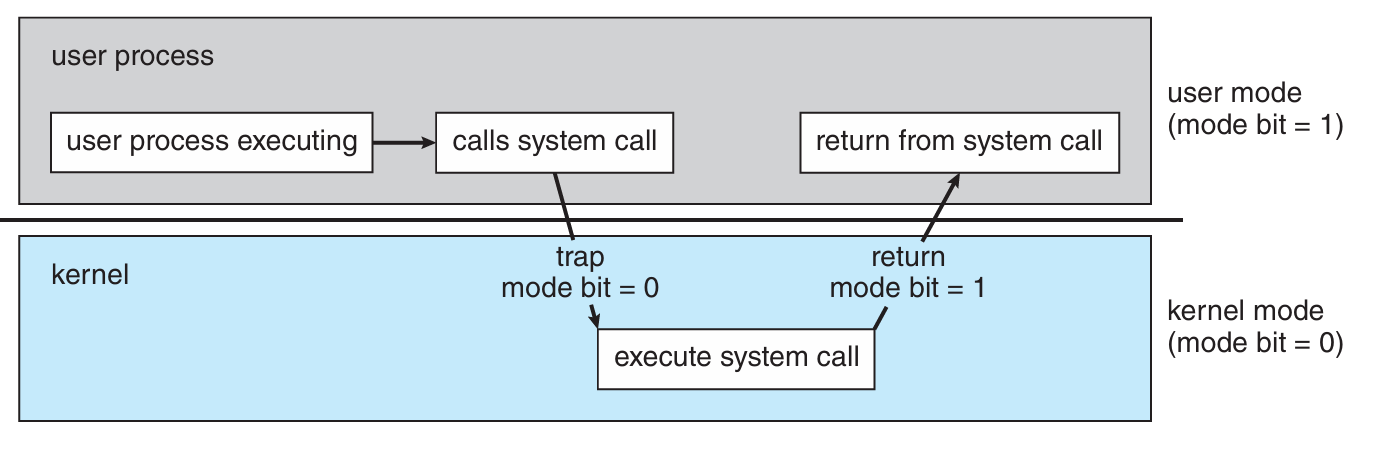 user process
user process executing
calls system call
return from system call
user mode
(mode bit = 1)
kernel
trap
mode bit = 0
return
mode bit = 1
execute system call
kernel mode
(mode bit = 0)